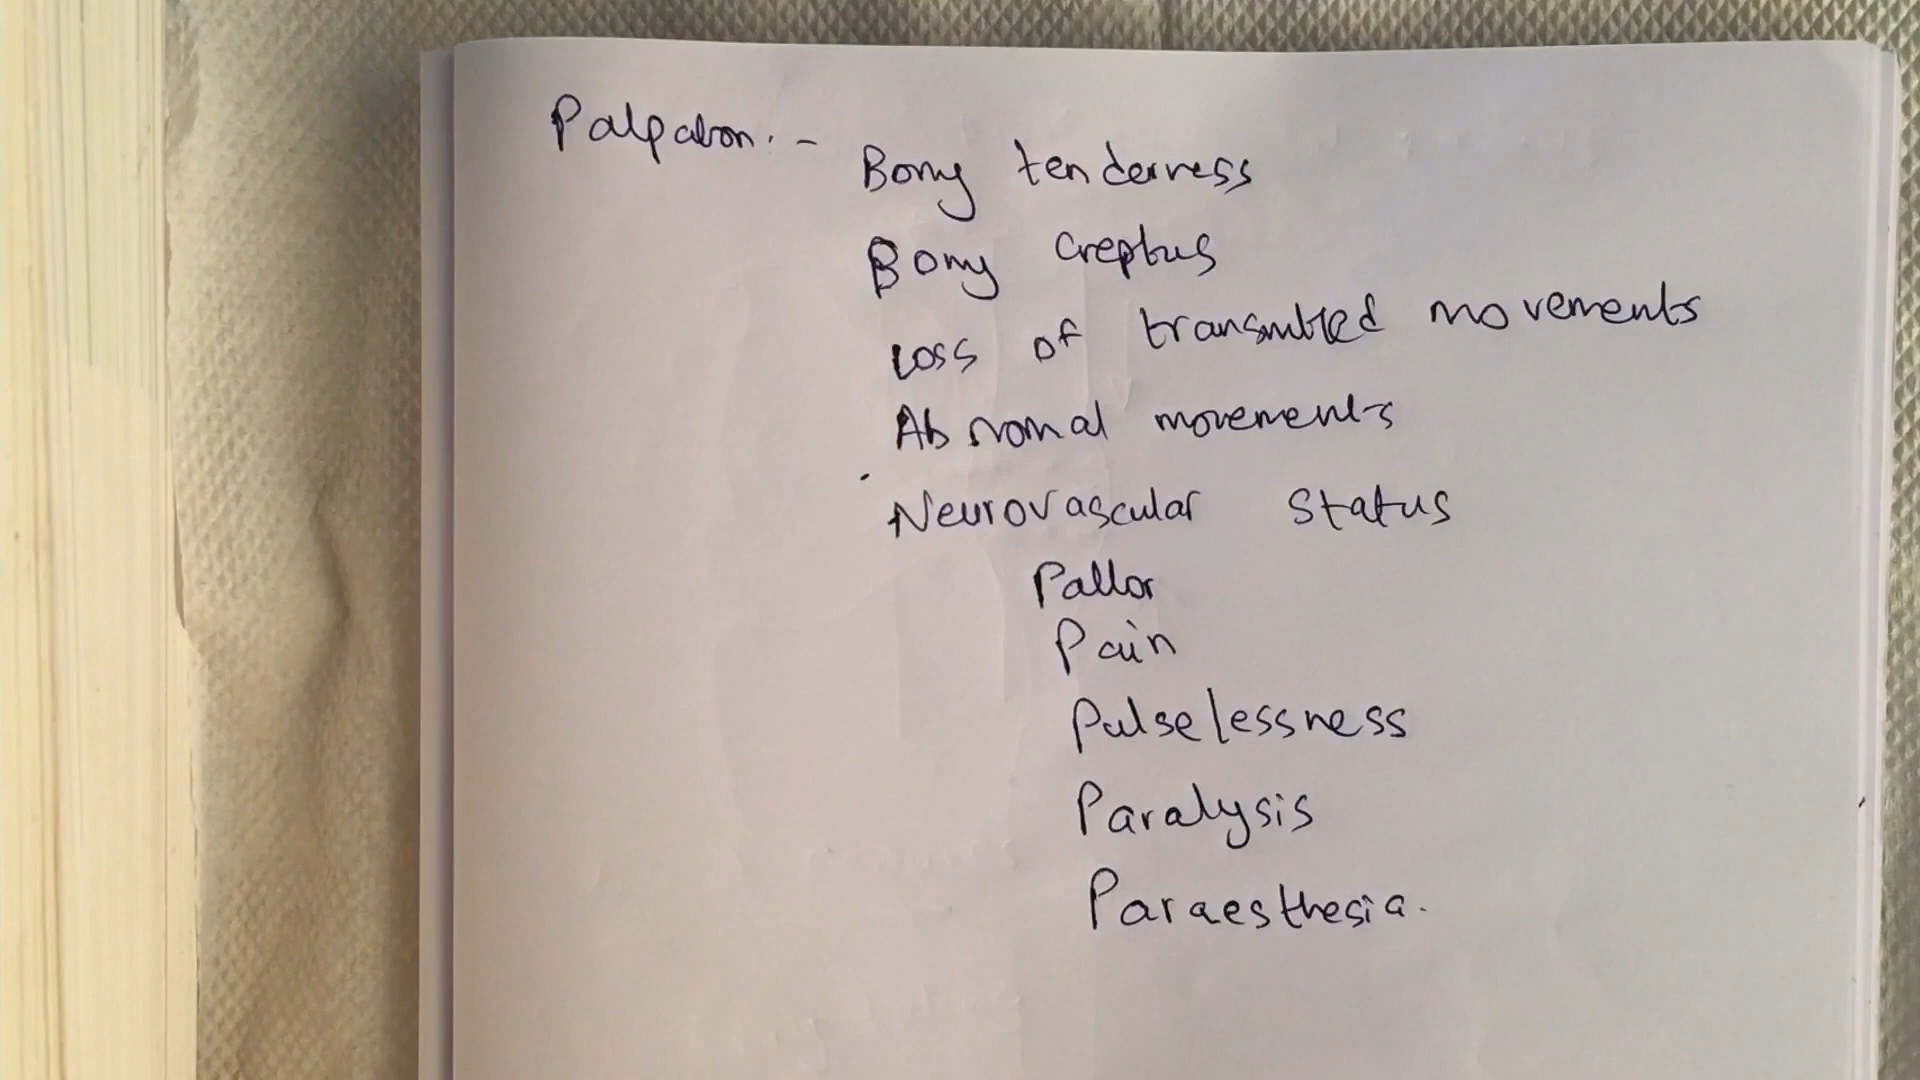 Palpation:-
Bony tenderness
Bony crepitus
Loss of transmitted movements
Abnormal movements
Neurovascular status
Pallor
Pain
Pulselessness
Paralysis
Paraesthesia.